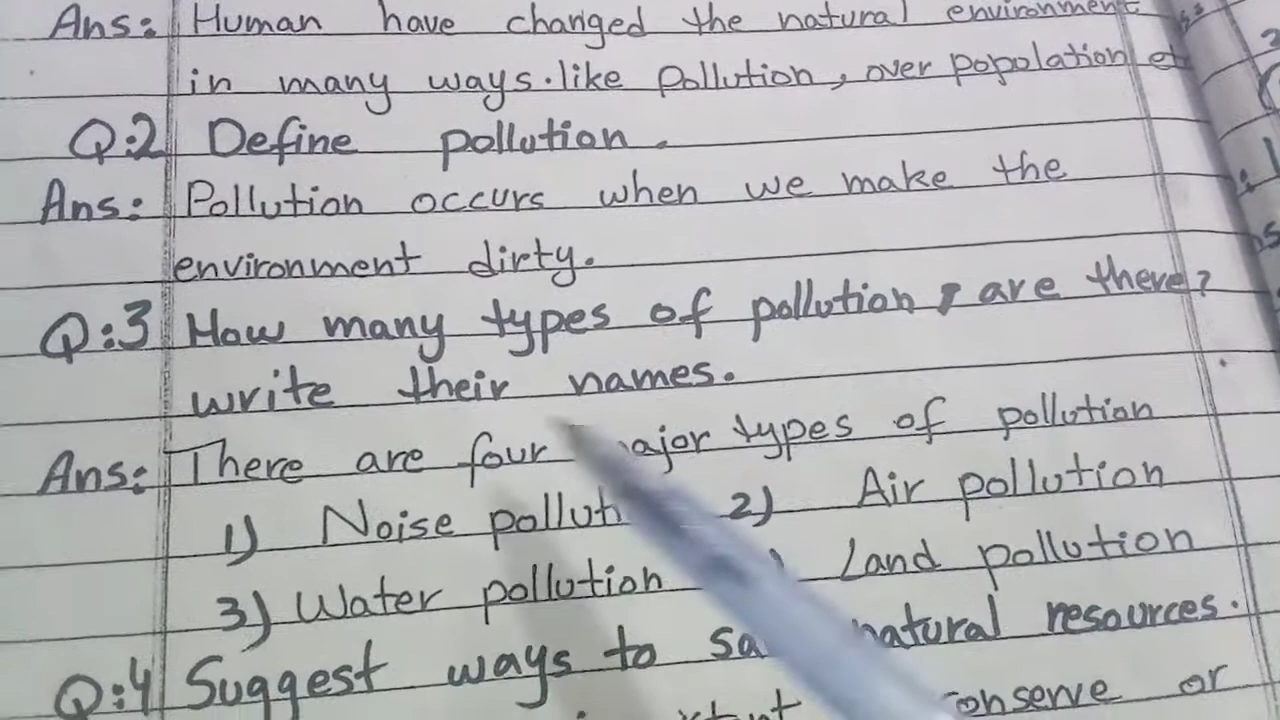 Ans: Human have changed the natural environment
in many ways. like pollution, over popolation et
Q:2 Define pollution.
Ans: Pollution occurs when we make the
environment dirty.
Q:3 How many types of pollution, are there?
write their names.
Ans: There are four major types of pollution
1) Noise pollut 2) Air pollution
3) Water pollution ) Land pollution
Q:4 Suggest ways to sa natural resources.
onserve or